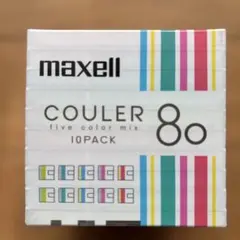 maxell
COULER 80
five color mix
10PACK